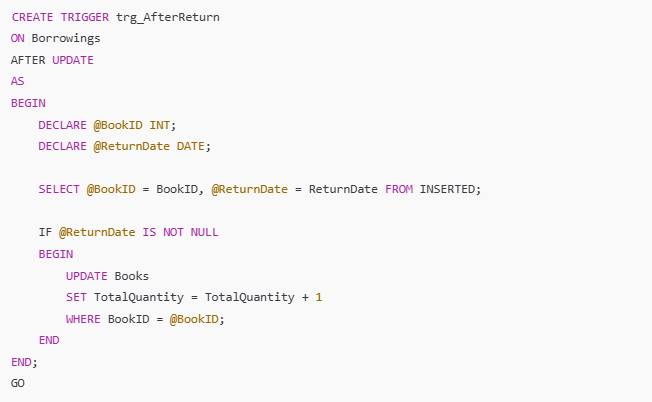 CREATE TRIGGER trg_AfterReturn
ON Borrowings
AFTER UPDATE
AS
BEGIN
    DECLARE @BookID INT;
    DECLARE @ReturnDate DATE;

    SELECT @BookID = BookID, @ReturnDate = ReturnDate FROM INSERTED;

    IF @ReturnDate IS NOT NULL
    BEGIN
        UPDATE Books
        SET TotalQuantity = TotalQuantity + 1
        WHERE BookID = @BookID;
    END
END;
GO